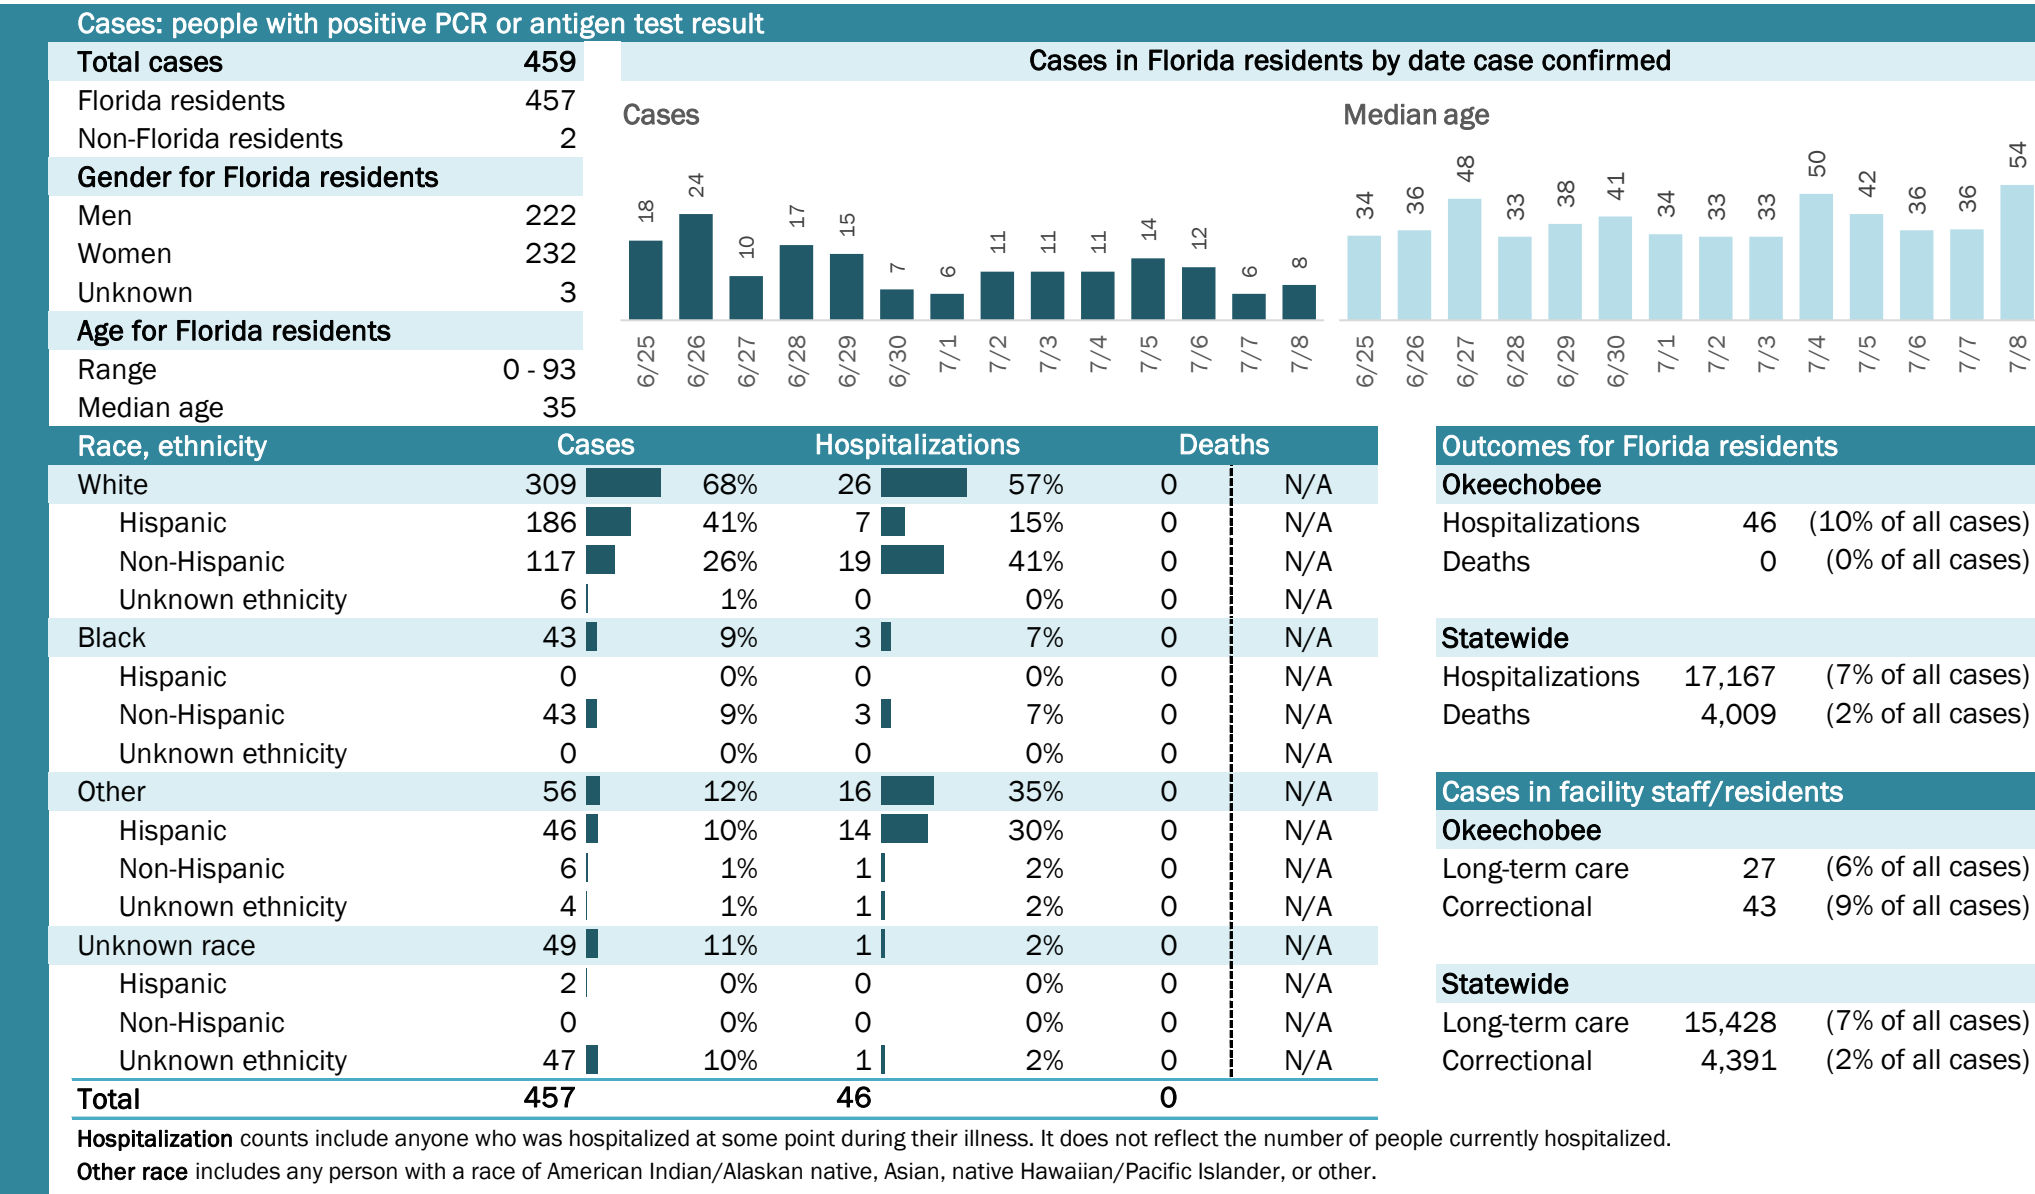 Cases: people with positive PCR or antigen test result
Total cases 459
Florida residents 457
Non-Florida residents 2
Gender for Florida residents
Men 222
Women 232
Unknown 3
Age for Florida residents
Range 0 - 93
Median age 35
Cases in Florida residents by date case confirmed
Cases
18 24 10 17 15 7 6 11 11 11 14 12 6 8
6/25 6/26 6/27 6/28 6/29 6/30 7/1 7/2 7/3 7/4 7/5 7/6 7/7 7/8
Median age
34 36 48 33 38 41 34 33 33 50 42 36 36 54
6/25 6/26 6/27 6/28 6/29 6/30 7/1 7/2 7/3 7/4 7/5 7/6 7/7 7/8
Race, ethnicity Cases Hospitalizations Deaths
White 309 68% 26 57% 0 N/A
Hispanic 186 41% 7 15% 0 N/A
Non-Hispanic 117 26% 19 41% 0 N/A
Unknown ethnicity 6 1% 0 0% 0 N/A
Black 43 9% 3 7% 0 N/A
Hispanic 0 0% 0 0% 0 N/A
Non-Hispanic 43 9% 3 7% 0 N/A
Unknown ethnicity 0 0% 0 0% 0 N/A
Other 56 12% 16 35% 0 N/A
Hispanic 46 10% 14 30% 0 N/A
Non-Hispanic 6 1% 1 2% 0 N/A
Unknown ethnicity 4 1% 1 2% 0 N/A
Unknown race 49 11% 1 2% 0 N/A
Hispanic 2 0% 0 0% 0 N/A
Non-Hispanic 0 0% 0 0% 0 N/A
Unknown ethnicity 47 10% 1 2% 0 N/A
Total 457 46 0
Outcomes for Florida residents
Okeechobee
Hospitalizations 46 (10% of all cases)
Deaths 0 (0% of all cases)
Statewide
Hospitalizations 17,167 (7% of all cases)
Deaths 4,009 (2% of all cases)
Cases in facility staff/residents
Okeechobee
Long-term care 27 (6% of all cases)
Correctional 43 (9% of all cases)
Statewide
Long-term care 15,428 (7% of all cases)
Correctional 4,391 (2% of all cases)
Hospitalization counts include anyone who was hospitalized at some point during their illness. It does not reflect the number of people currently hospitalized.
Other race includes any person with a race of American Indian/Alaskan native, Asian, native Hawaiian/Pacific Islander, or other.